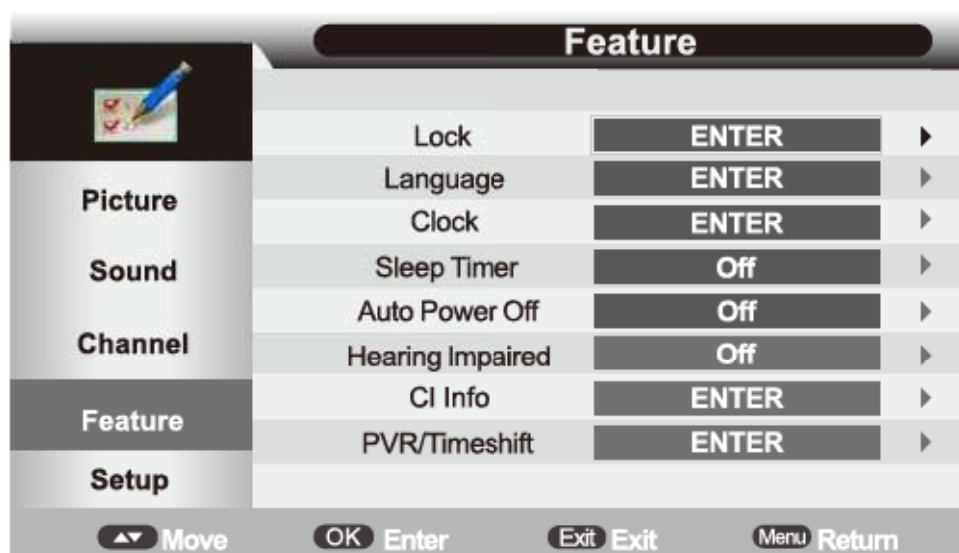 Feature
Picture
Sound
Channel
Feature
Setup
Lock ENTER
Language ENTER
Clock ENTER
Sleep Timer Off
Auto Power Off Off
Hearing Impaired Off
CI Info ENTER
PVR/Timeshift ENTER
Move OK Enter Exit Exit Menu Return